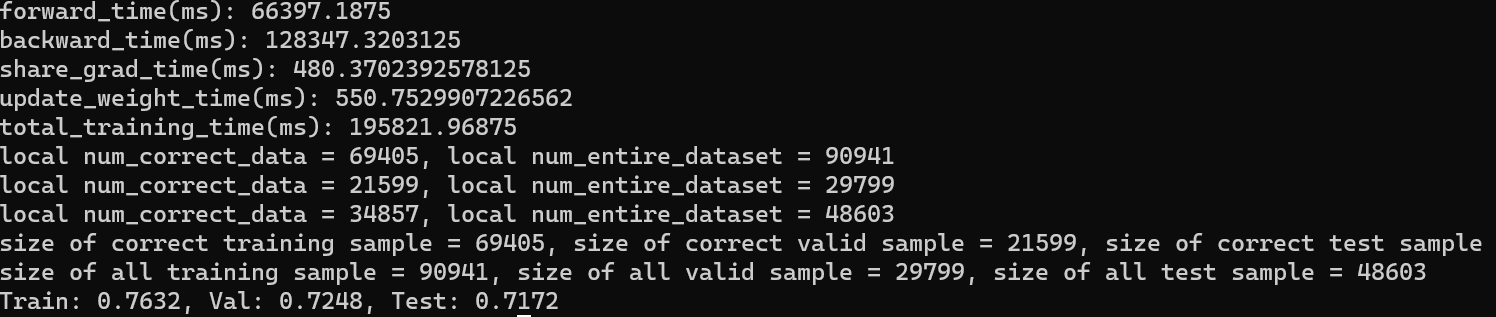 forward_time(ms): 66397.1875
backward_time(ms): 128347.3203125
share_grad_time(ms): 480.3702392578125
update_weight_time(ms): 550.7529907226562
total_training_time(ms): 195821.96875
local num_correct_data = 69405, local num_entire_dataset = 90941
local num_correct_data = 21599, local num_entire_dataset = 29799
local num_correct_data = 34857, local num_entire_dataset = 48603
size of correct training sample = 69405, size of correct valid sample = 21599, size of correct test sample
size of all training sample = 90941, size of all valid sample = 29799, size of all test sample = 48603
Train: 0.7632, Val: 0.7248, Test: 0.7172